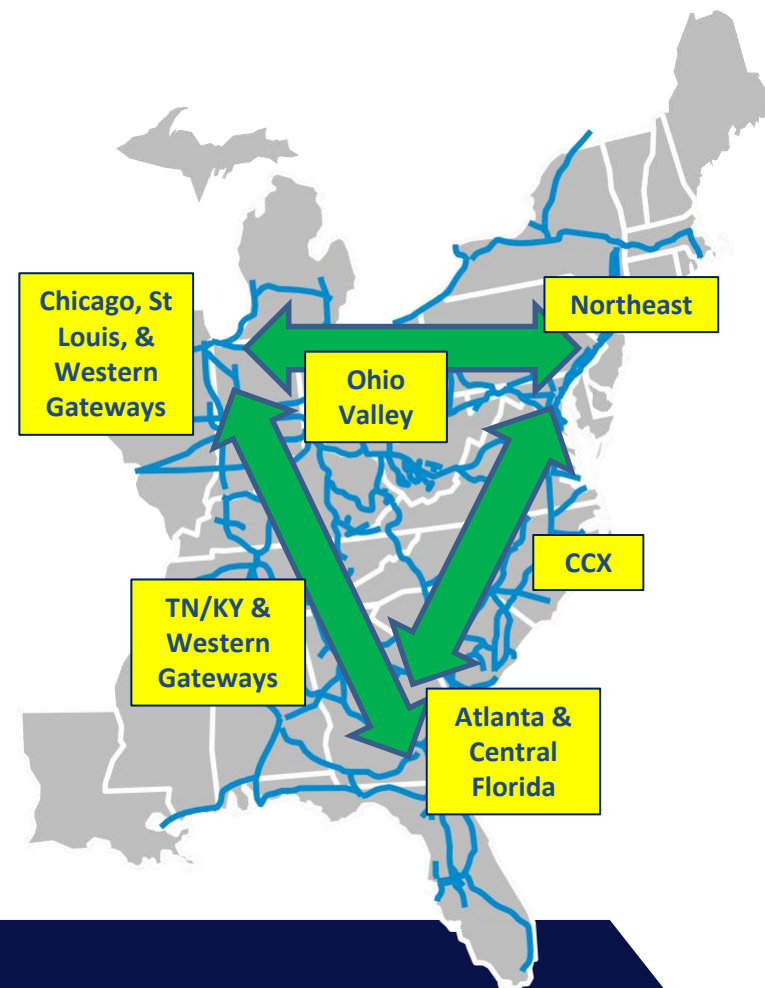 Chicago, St
Louis, &
Western
Gateways
Northeast
Ohio
Valley
CCX
TN/KY &
Western
Gateways
Atlanta &
Central
Florida